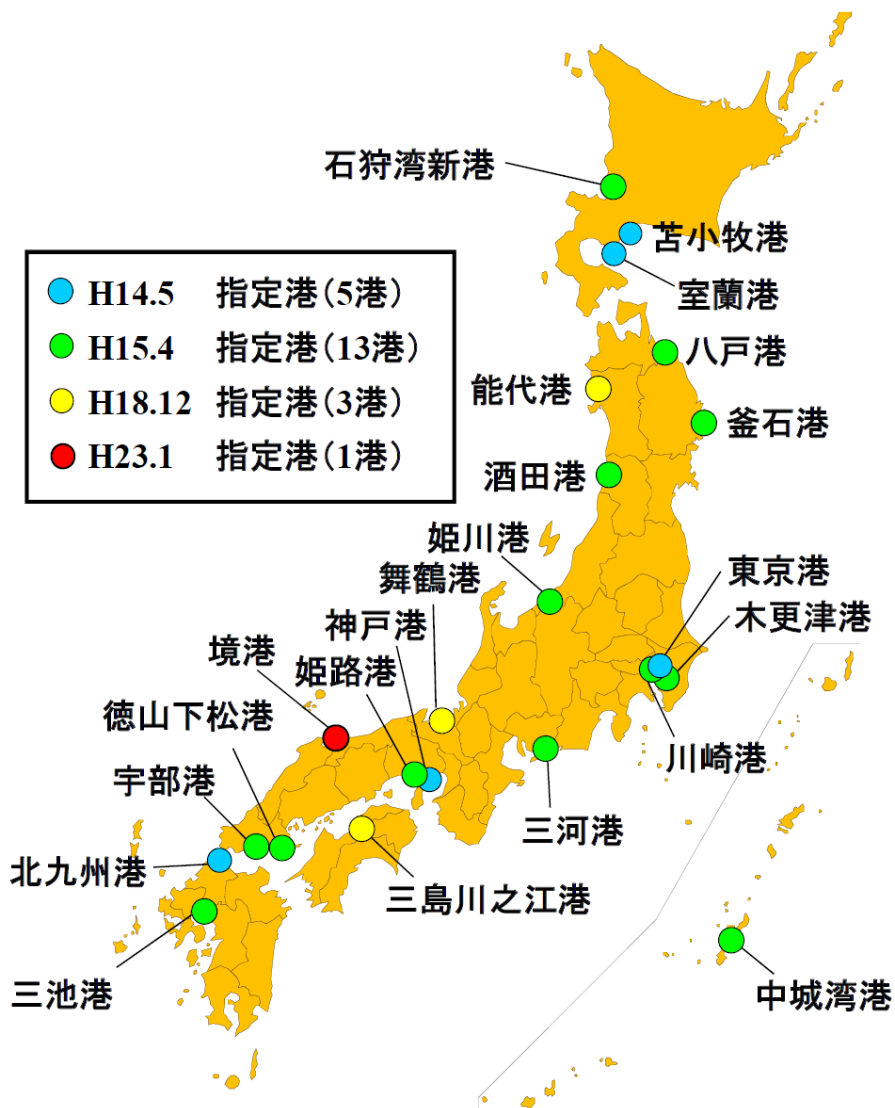 石狩湾新港
苫小牧港
室蘭港
H14.5 指定港(5港)
H15.4 指定港(13港)
H18.12 指定港(3港)
H23.1 指定港(1港)
八戸港
能代港
釜石港
酒田港
姫川港
舞鶴港
東京港
神戸港
木更津港
境港
姫路港
徳山下松港
川崎港
宇部港
三河港
北九州港
三島川之江港
三池港
中城湾港